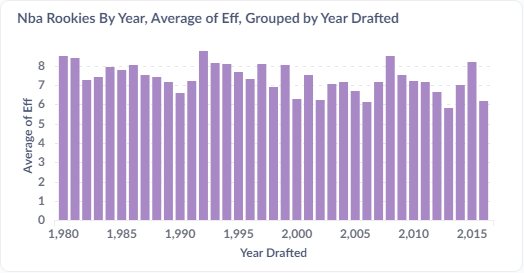 Nba Rookies By Year, Average of Eff, Grouped by Year Drafted
Average of Eff
8
7
6
5
4
3
2
1
0
1,980 1,985 1,990 1,995 2,000 2,005 2,010 2,015
Year Drafted